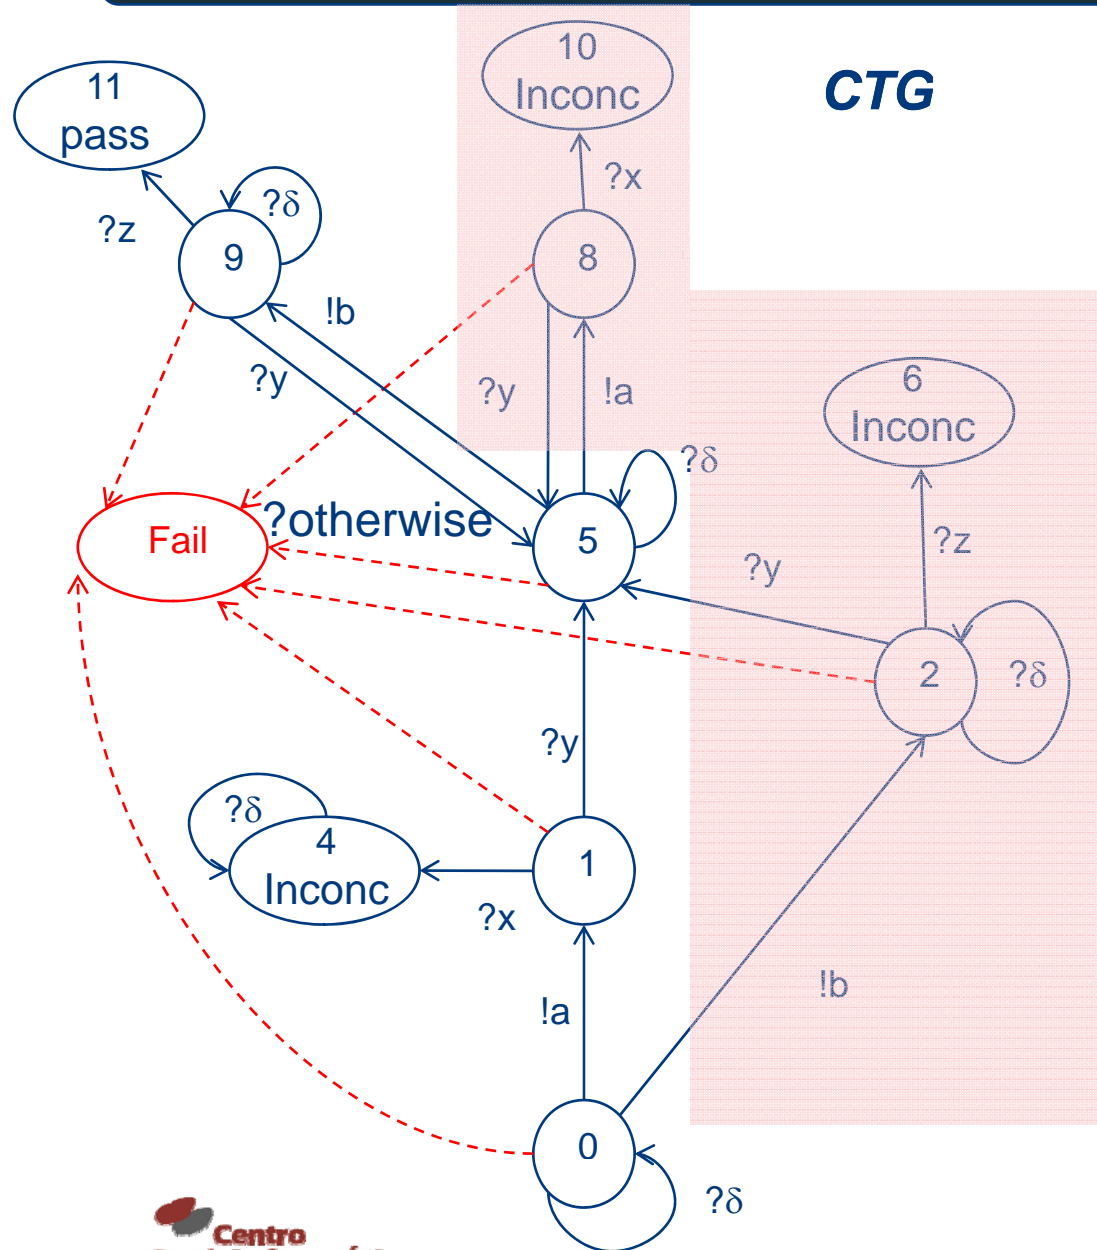 10
Inconc
CTG
11
pass
?x
?δ
?z
9
8
!b
?y
?y
!a
6
Inconc
?δ
?otherwise
Fail
5
?z
?y
2
?δ
?y
?δ
4
Inconc
1
?x
!b
!a
0
?δ
Centro